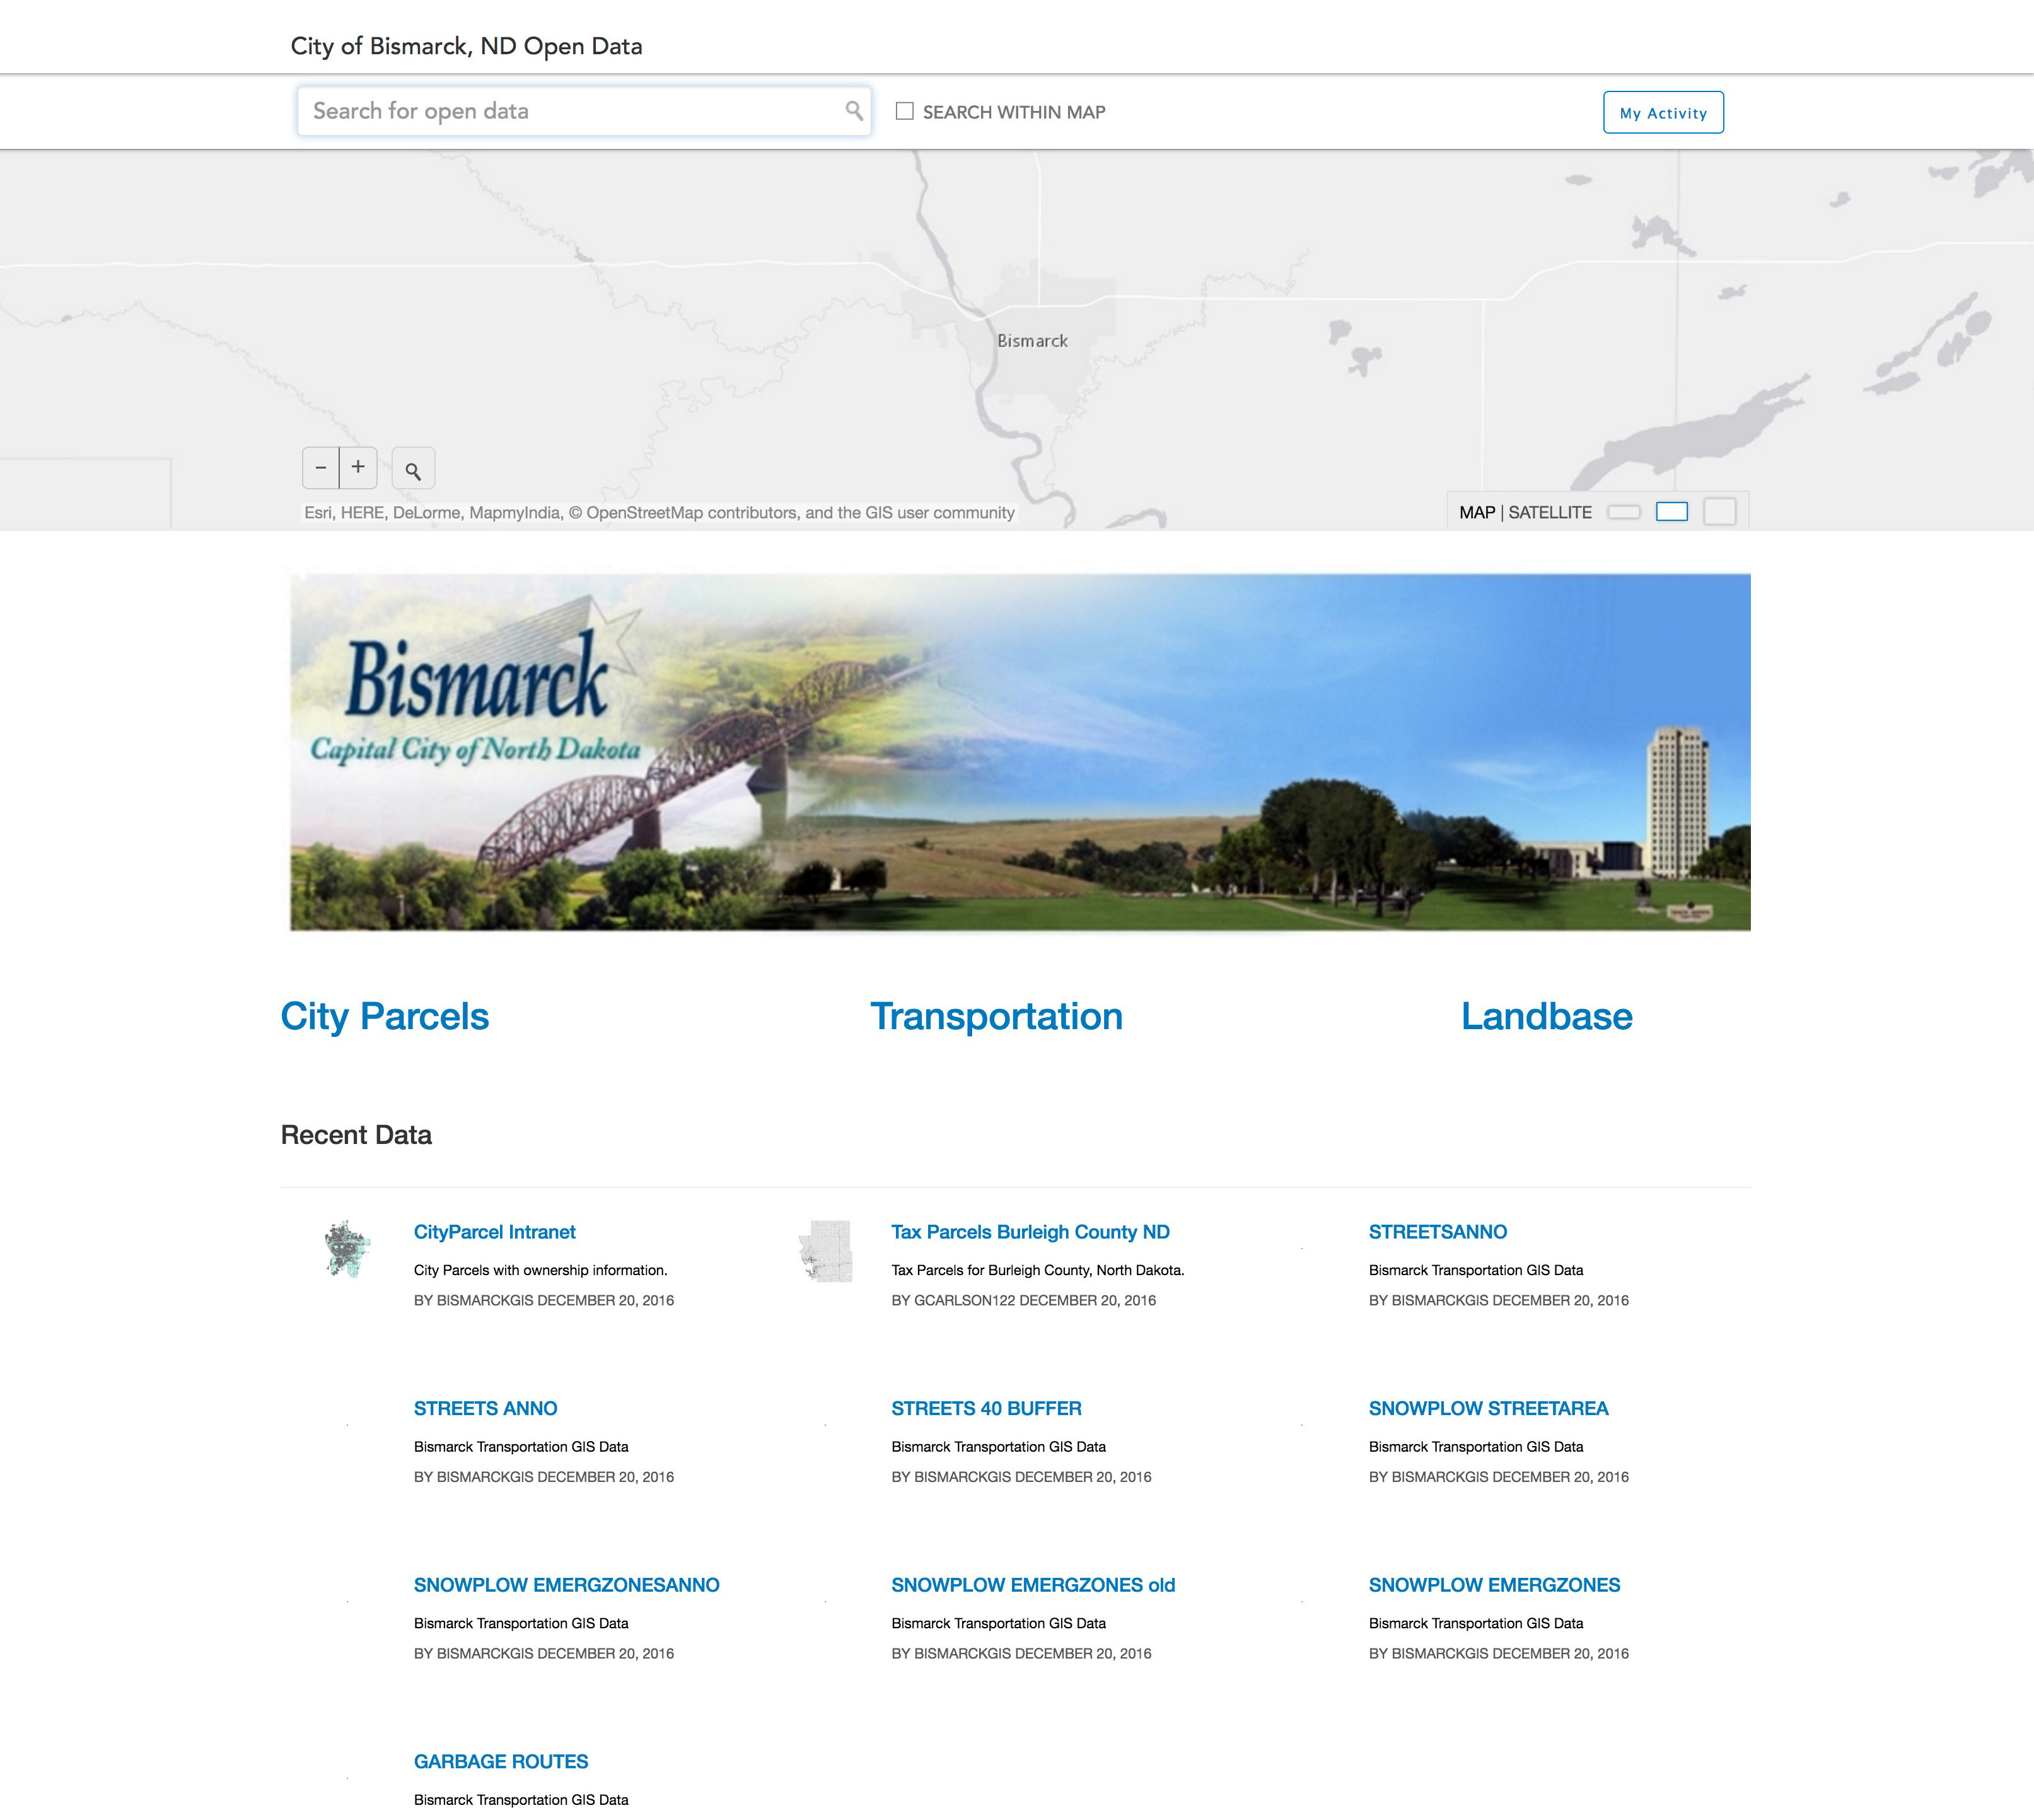 City of Bismarck, ND Open Data
Search for open data
SEARCH WITHIN MAP
My Activity
Bismarck
− +
Esri, HERE, DeLorme, MapmyIndia, © OpenStreetMap contributors, and the GIS user community
MAP | SATELLITE
Bismarck
Capital City of North Dakota
City Parcels
Transportation
Landbase
Recent Data
CityParcel Intranet
City Parcels with ownership information.
BY BISMARCKGIS DECEMBER 20, 2016
Tax Parcels Burleigh County ND
Tax Parcels for Burleigh County, North Dakota.
BY GCARLSON122 DECEMBER 20, 2016
STREETSANNO
Bismarck Transportation GIS Data
BY BISMARCKGIS DECEMBER 20, 2016
STREETS ANNO
Bismarck Transportation GIS Data
BY BISMARCKGIS DECEMBER 20, 2016
STREETS 40 BUFFER
Bismarck Transportation GIS Data
BY BISMARCKGIS DECEMBER 20, 2016
SNOWPLOW STREETAREA
Bismarck Transportation GIS Data
BY BISMARCKGIS DECEMBER 20, 2016
SNOWPLOW EMERGZONESANNO
Bismarck Transportation GIS Data
BY BISMARCKGIS DECEMBER 20, 2016
SNOWPLOW EMERGZONES old
Bismarck Transportation GIS Data
BY BISMARCKGIS DECEMBER 20, 2016
SNOWPLOW EMERGZONES
Bismarck Transportation GIS Data
BY BISMARCKGIS DECEMBER 20, 2016
GARBAGE ROUTES
Bismarck Transportation GIS Data